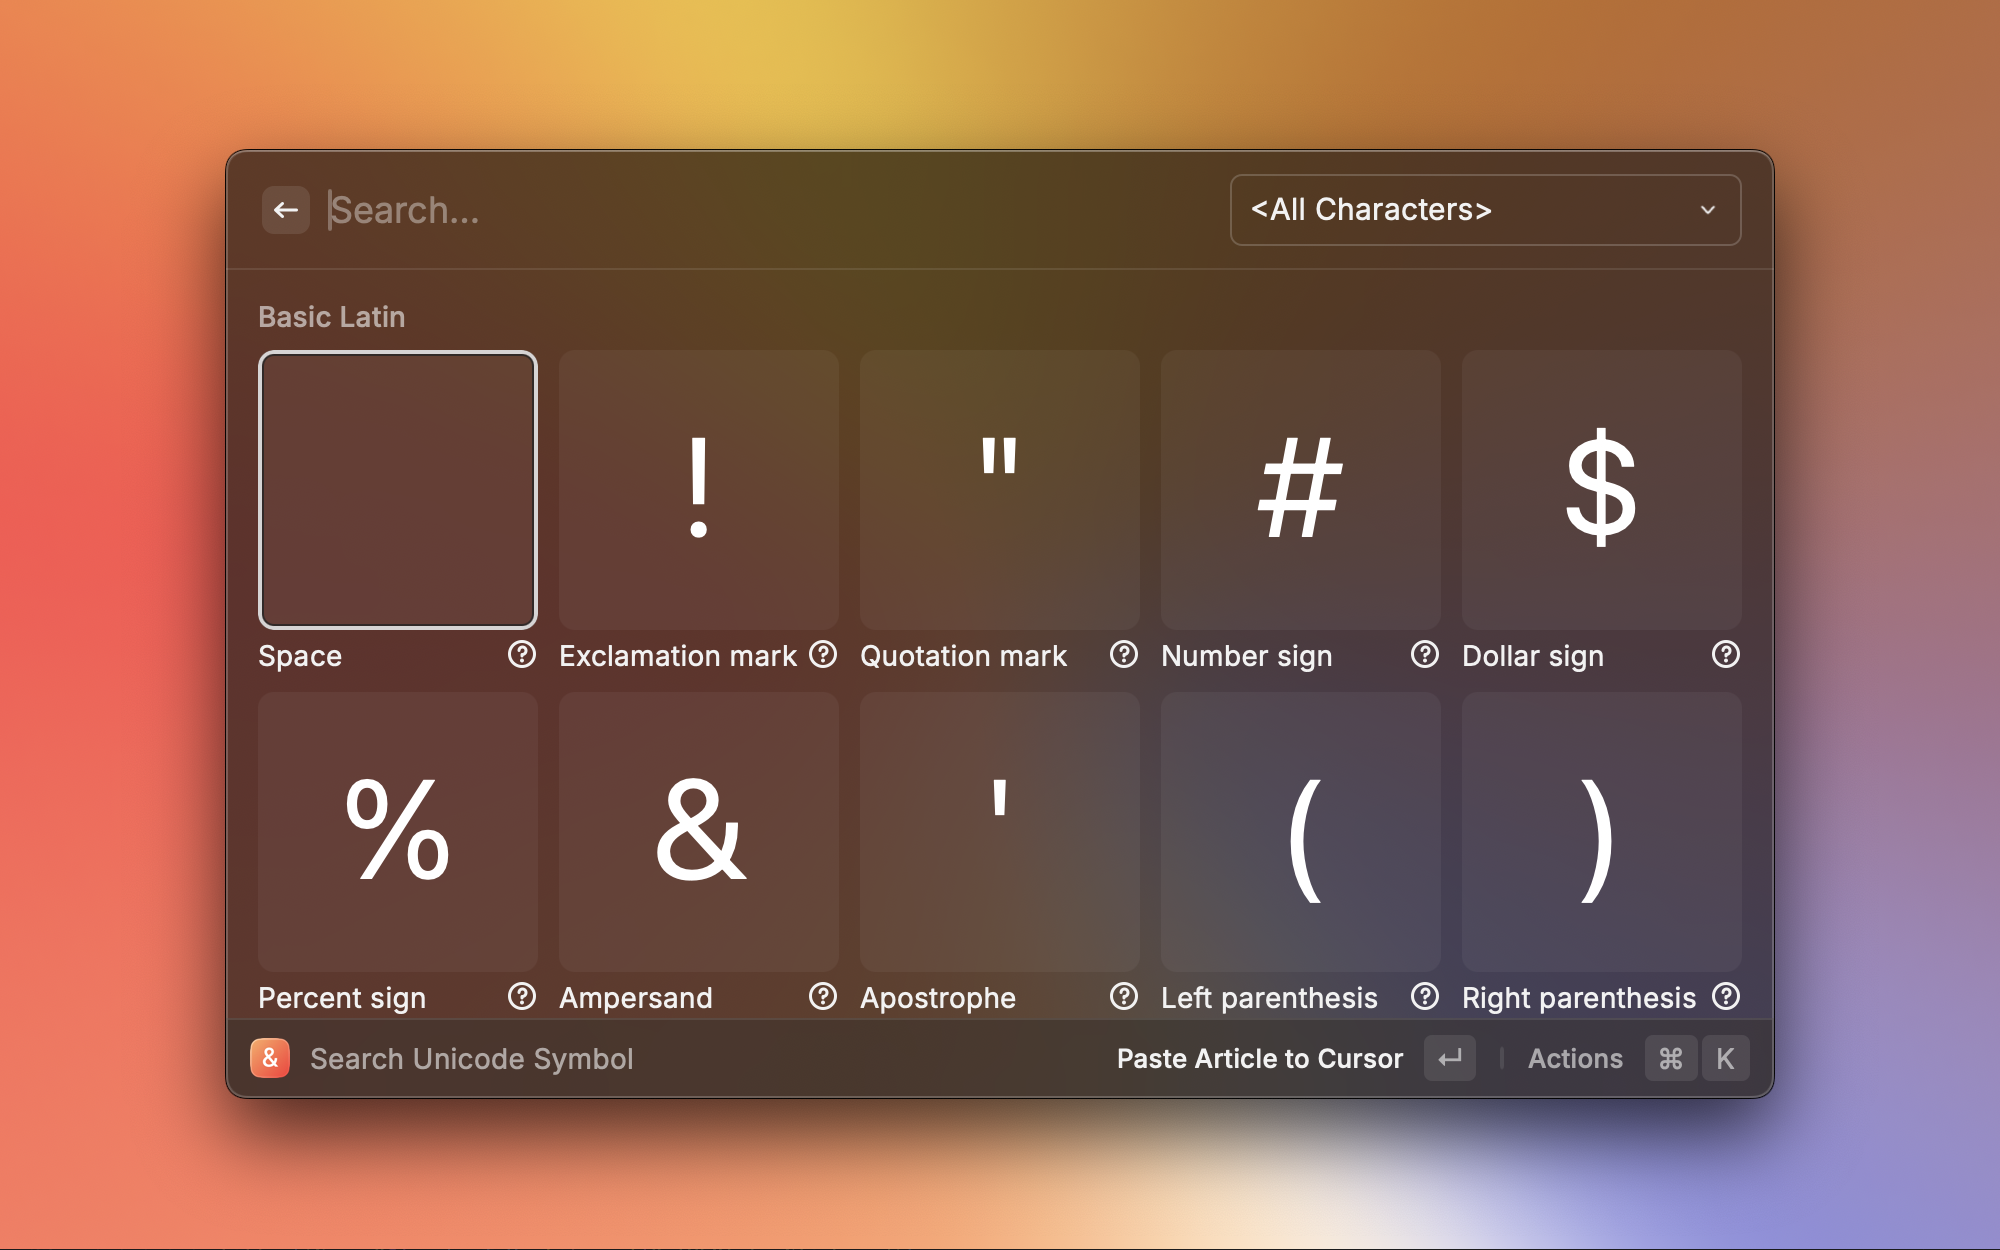 Search...
<All Characters>
Basic Latin
! " # $
Space Exclamation mark Quotation mark Number sign Dollar sign
% & ' ( )
Percent sign Ampersand Apostrophe Left parenthesis Right parenthesis
& Search Unicode Symbol Paste Article to Cursor ↵ Actions ⌘ K